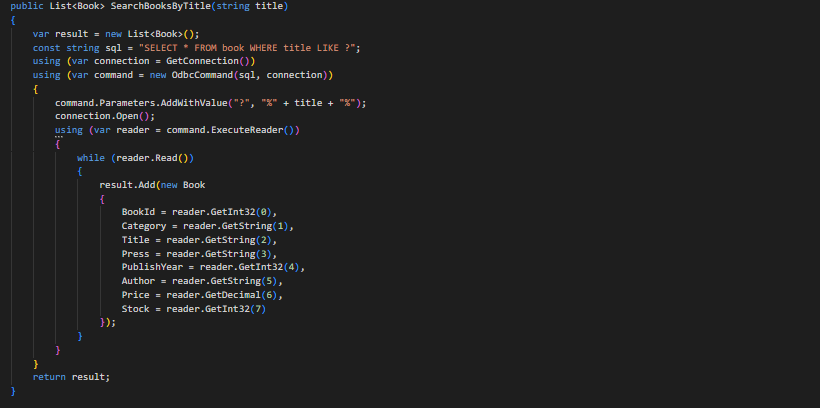 public List<Book> SearchBooksByTitle(string title)
{
var result = new List<Book>();
const string sql = "SELECT * FROM book WHERE title LIKE ?";
using (var connection = GetConnection())
using (var command = new OdbcCommand(sql, connection))
{
command.Parameters.AddWithValue("?", "%" + title + "%");
connection.Open();
using (var reader = command.ExecuteReader())
{
while (reader.Read())
{
result.Add(new Book
{
BookId = reader.GetInt32(0),
Category = reader.GetString(1),
Title = reader.GetString(2),
Press = reader.GetString(3),
PublishYear = reader.GetInt32(4),
Author = reader.GetString(5),
Price = reader.GetDecimal(6),
Stock = reader.GetInt32(7)
});
}
}
}
return result;
}